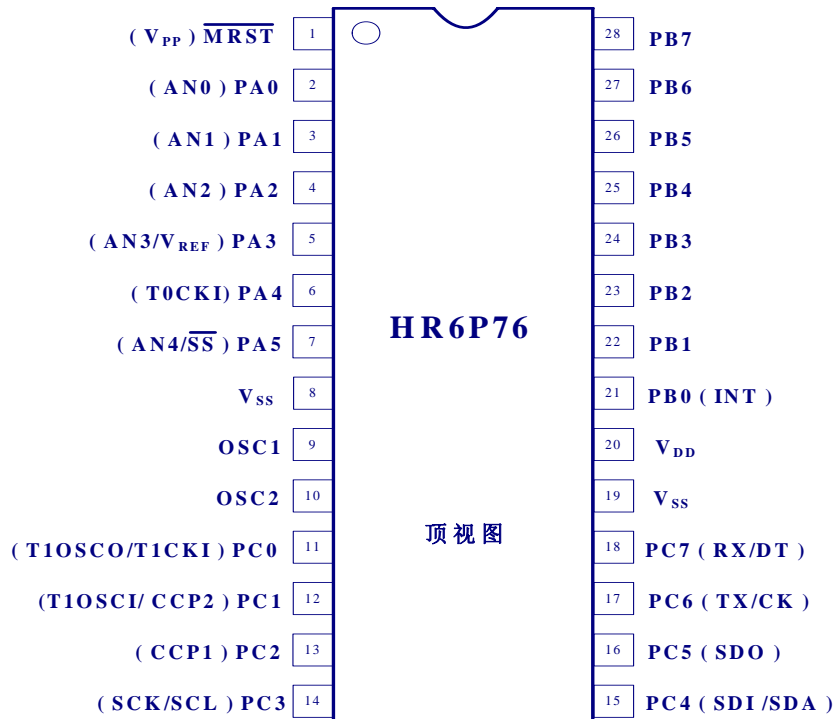 ( VPP ) MRST 1 28 PB7
( AN0 ) PA0 2 27 PB6
( AN1 ) PA1 3 26 PB5
( AN2 ) PA2 4 25 PB4
( AN3/VREF ) PA3 5 24 PB3
( T0CKI) PA4 6 23 PB2
HR6P76
( AN4/SS ) PA5 7 22 PB1
VSS 8 21 PB0 ( INT )
OSC1 9 20 VDD
OSC2 10 19 VSS
顶视图
( T1OSCO/T1CKI ) PC0 11 18 PC7 ( RX/DT )
(T1OSCI/ CCP2 ) PC1 12 17 PC6 ( TX/CK )
( CCP1 ) PC2 13 16 PC5 ( SDO )
( SCK/SCL ) PC3 14 15 PC4 ( SDI /SDA )